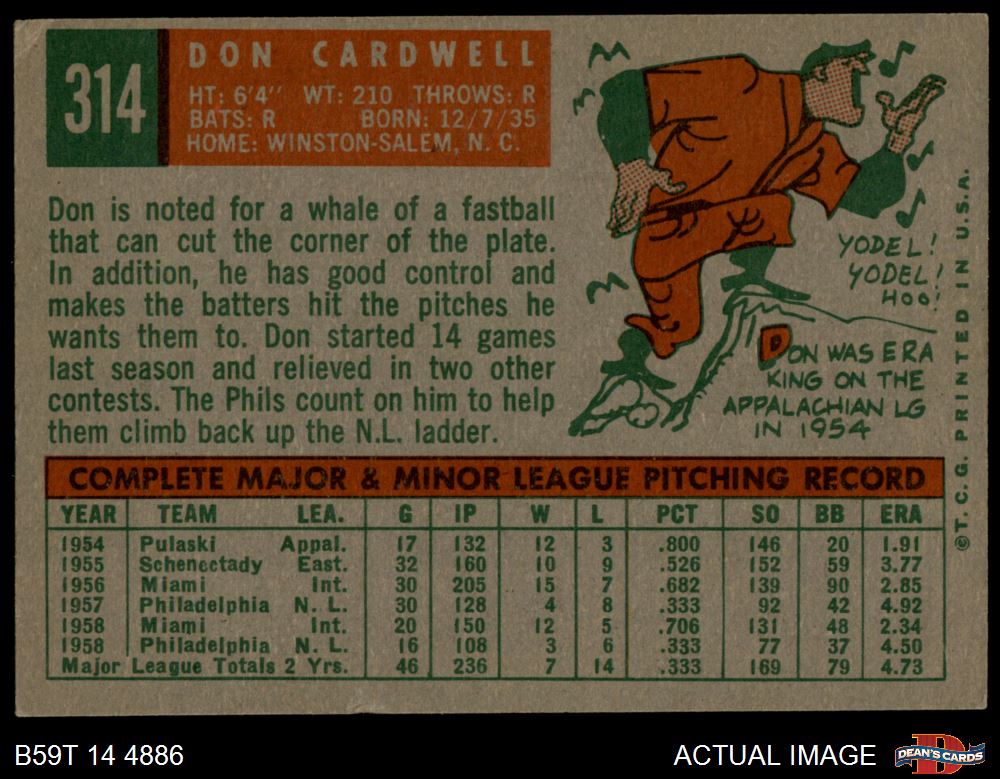 314
DON CARDWELL
HT: 6'4" WT: 210 THROWS: R
BATS: R BORN: 12/7/35
HOME: WINSTON-SALEM, N. C.
Don is noted for a whale of a fastball
that can cut the corner of the plate.
In addition, he has good control and
makes the batters hit the pitches he
wants them to. Don started 14 games
last season and relieved in two other
contests. The Phils count on him to help
them climb back up the N.L. ladder.
YODEL!
YODEL!
HOO!
DON WAS ERA
KING ON THE
APPALACHIAN LG
IN 1954
©T. C. G. PRINTED IN U.S.A.
COMPLETE MAJOR & MINOR LEAGUE PITCHING RECORD
YEAR TEAM LEA. G IP W L PCT SO BB ERA
1954 Pulaski Appal. 17 132 12 3 .800 146 20 1.91
1955 Schenectady East. 32 160 10 9 .526 152 59 3.77
1956 Miami Int. 30 205 15 7 .682 139 90 2.85
1957 Philadelphia N. L. 30 128 4 8 .333 92 42 4.92
1958 Miami Int. 20 150 12 5 .706 131 48 2.34
1958 Philadelphia N. L. 16 108 3 6 .333 77 37 4.50
Major League Totals 2 Yrs. 46 236 7 14 .333 169 79 4.73
B59T 14 4886
ACTUAL IMAGE
DEAN'S CARDS